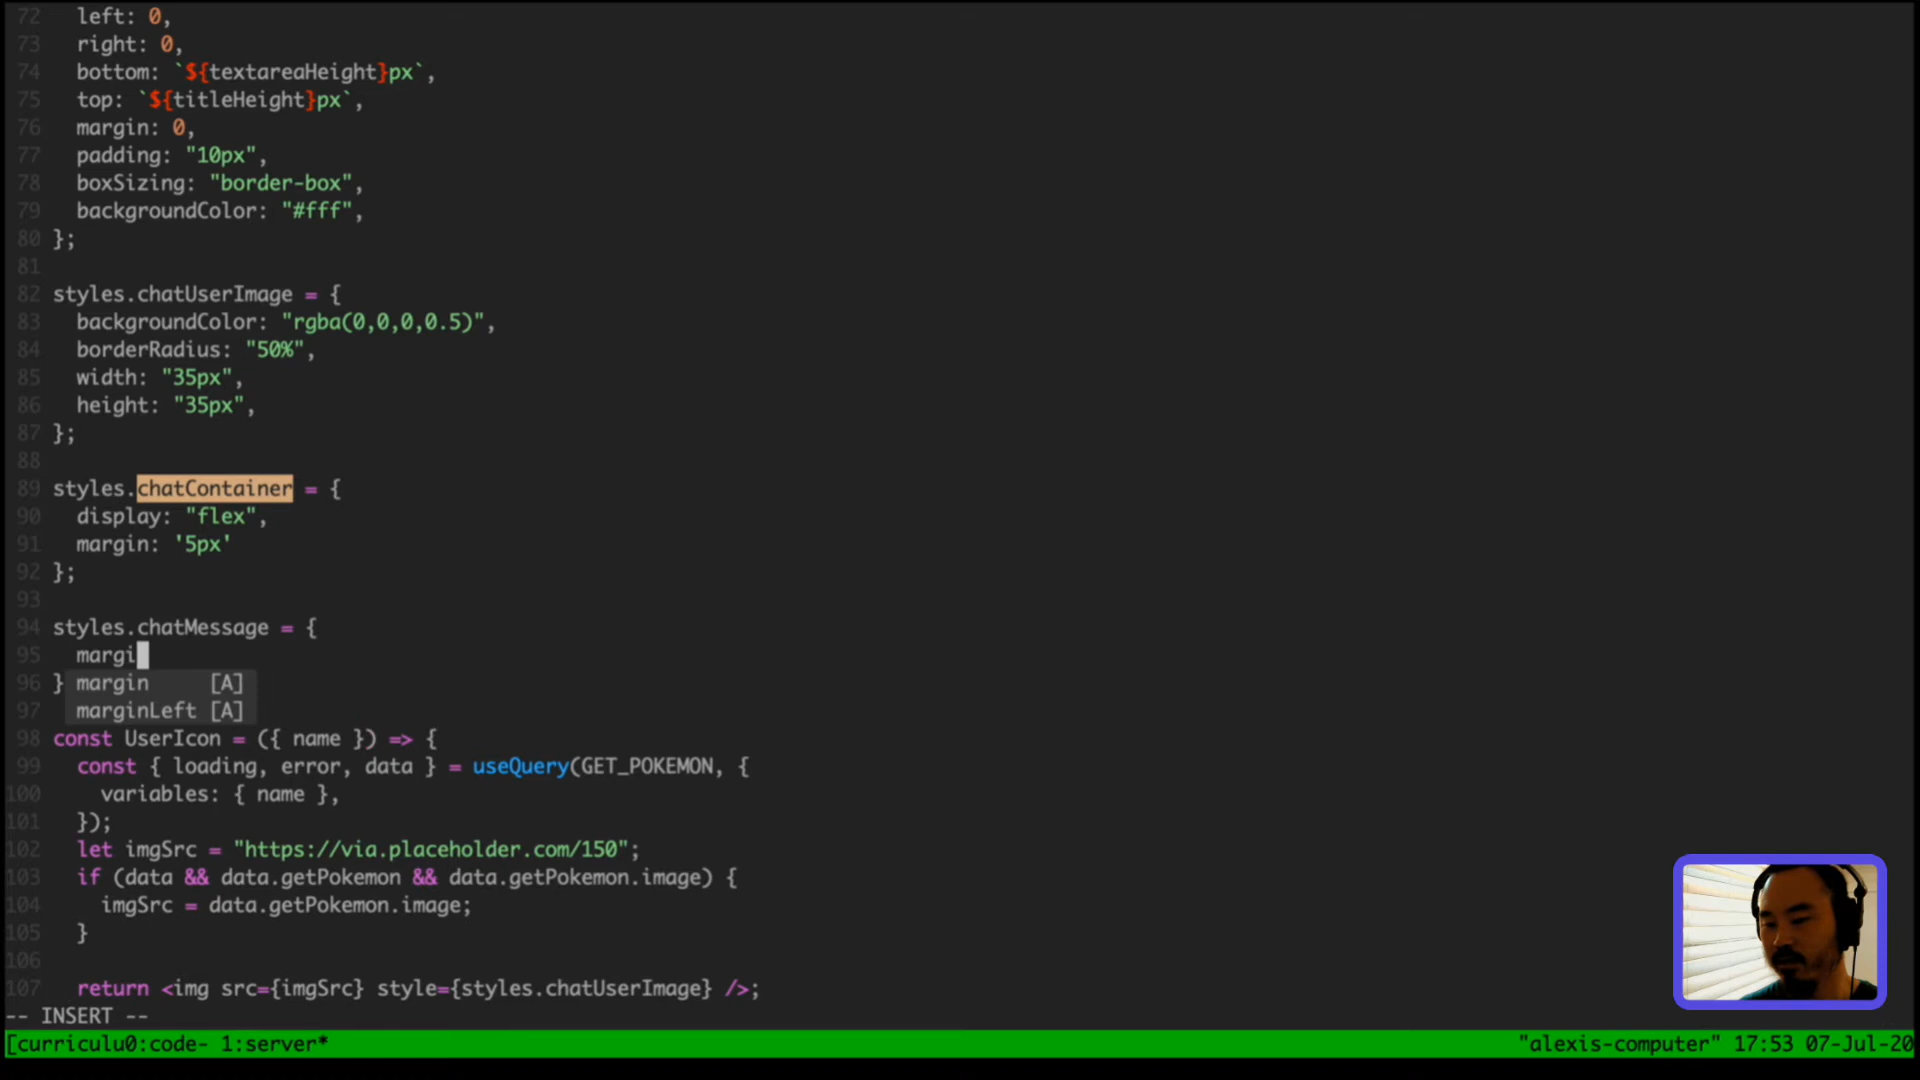 72 left: 0,
73 right: 0,
74 bottom: `${textareaHeight}px`,
75 top: `${titleHeight}px`,
76 margin: 0,
77 padding: "10px",
78 boxSizing: "border-box",
79 backgroundColor: "#fff",
80 };
81
82 styles.chatUserImage = {
83 backgroundColor: "rgba(0,0,0,0.5)",
84 borderRadius: "50%",
85 width: "35px",
86 height: "35px",
87 };
88
89 styles.chatContainer = {
90 display: "flex",
91 margin: '5px'
92 };
93
94 styles.chatMessage = {
95 margi
96 } margin [A]
97 marginLeft [A]
98 const UserIcon = ({ name }) => {
99 const { loading, error, data } = useQuery(GET_POKEMON, {
100 variables: { name },
101 });
102 let imgSrc = "https://via.placeholder.com/150";
103 if (data && data.getPokemon && data.getPokemon.image) {
104 imgSrc = data.getPokemon.image;
105 }
106
107 return <img src={imgSrc} style={styles.chatUserImage} />;
-- INSERT --
[curriculu0:code- 1:server* "alexis-computer" 17:53 07-Jul-20